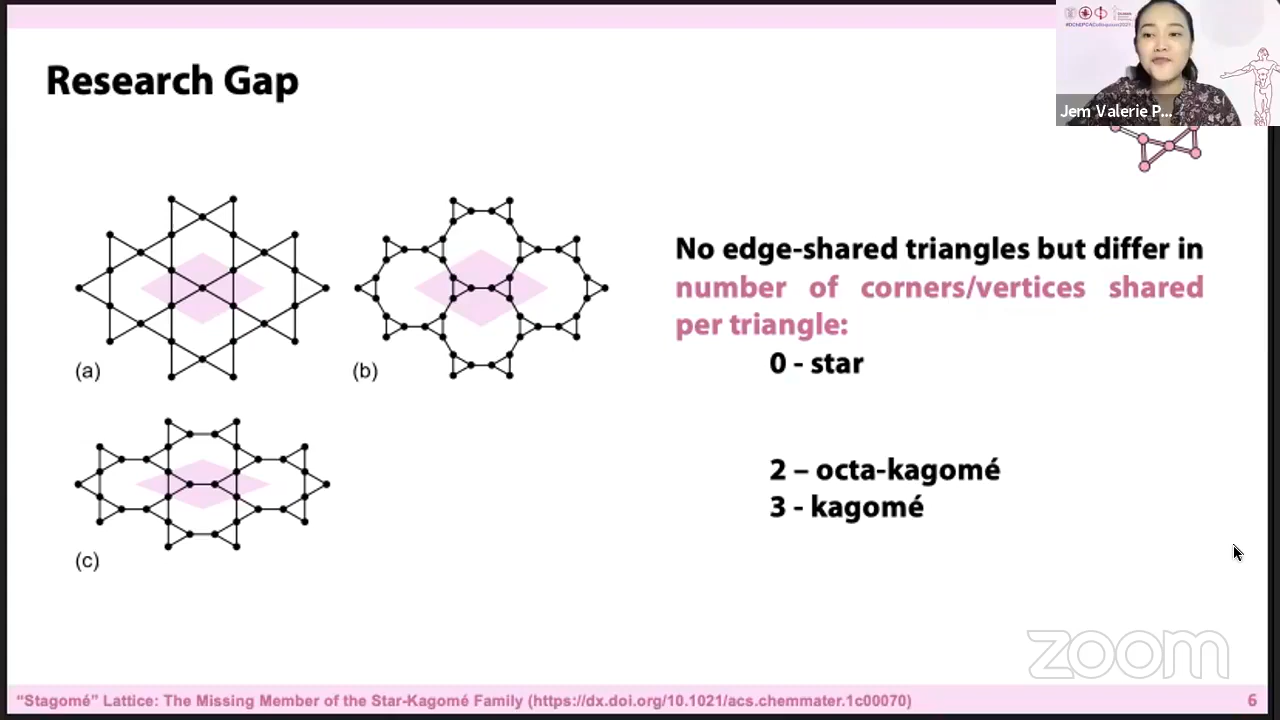 Research Gap
#DChEPCAColloquium2021
Jem Valerie P...
(a)
(b)
(c)
No edge-shared triangles but differ in
number of corners/vertices shared
per triangle:
0 - star
2 – octa-kagomé
3 - kagomé
zoom
“Stagomé” Lattice: The Missing Member of the Star-Kagomé Family (https://dx.doi.org/10.1021/acs.chemmater.1c00070)
6